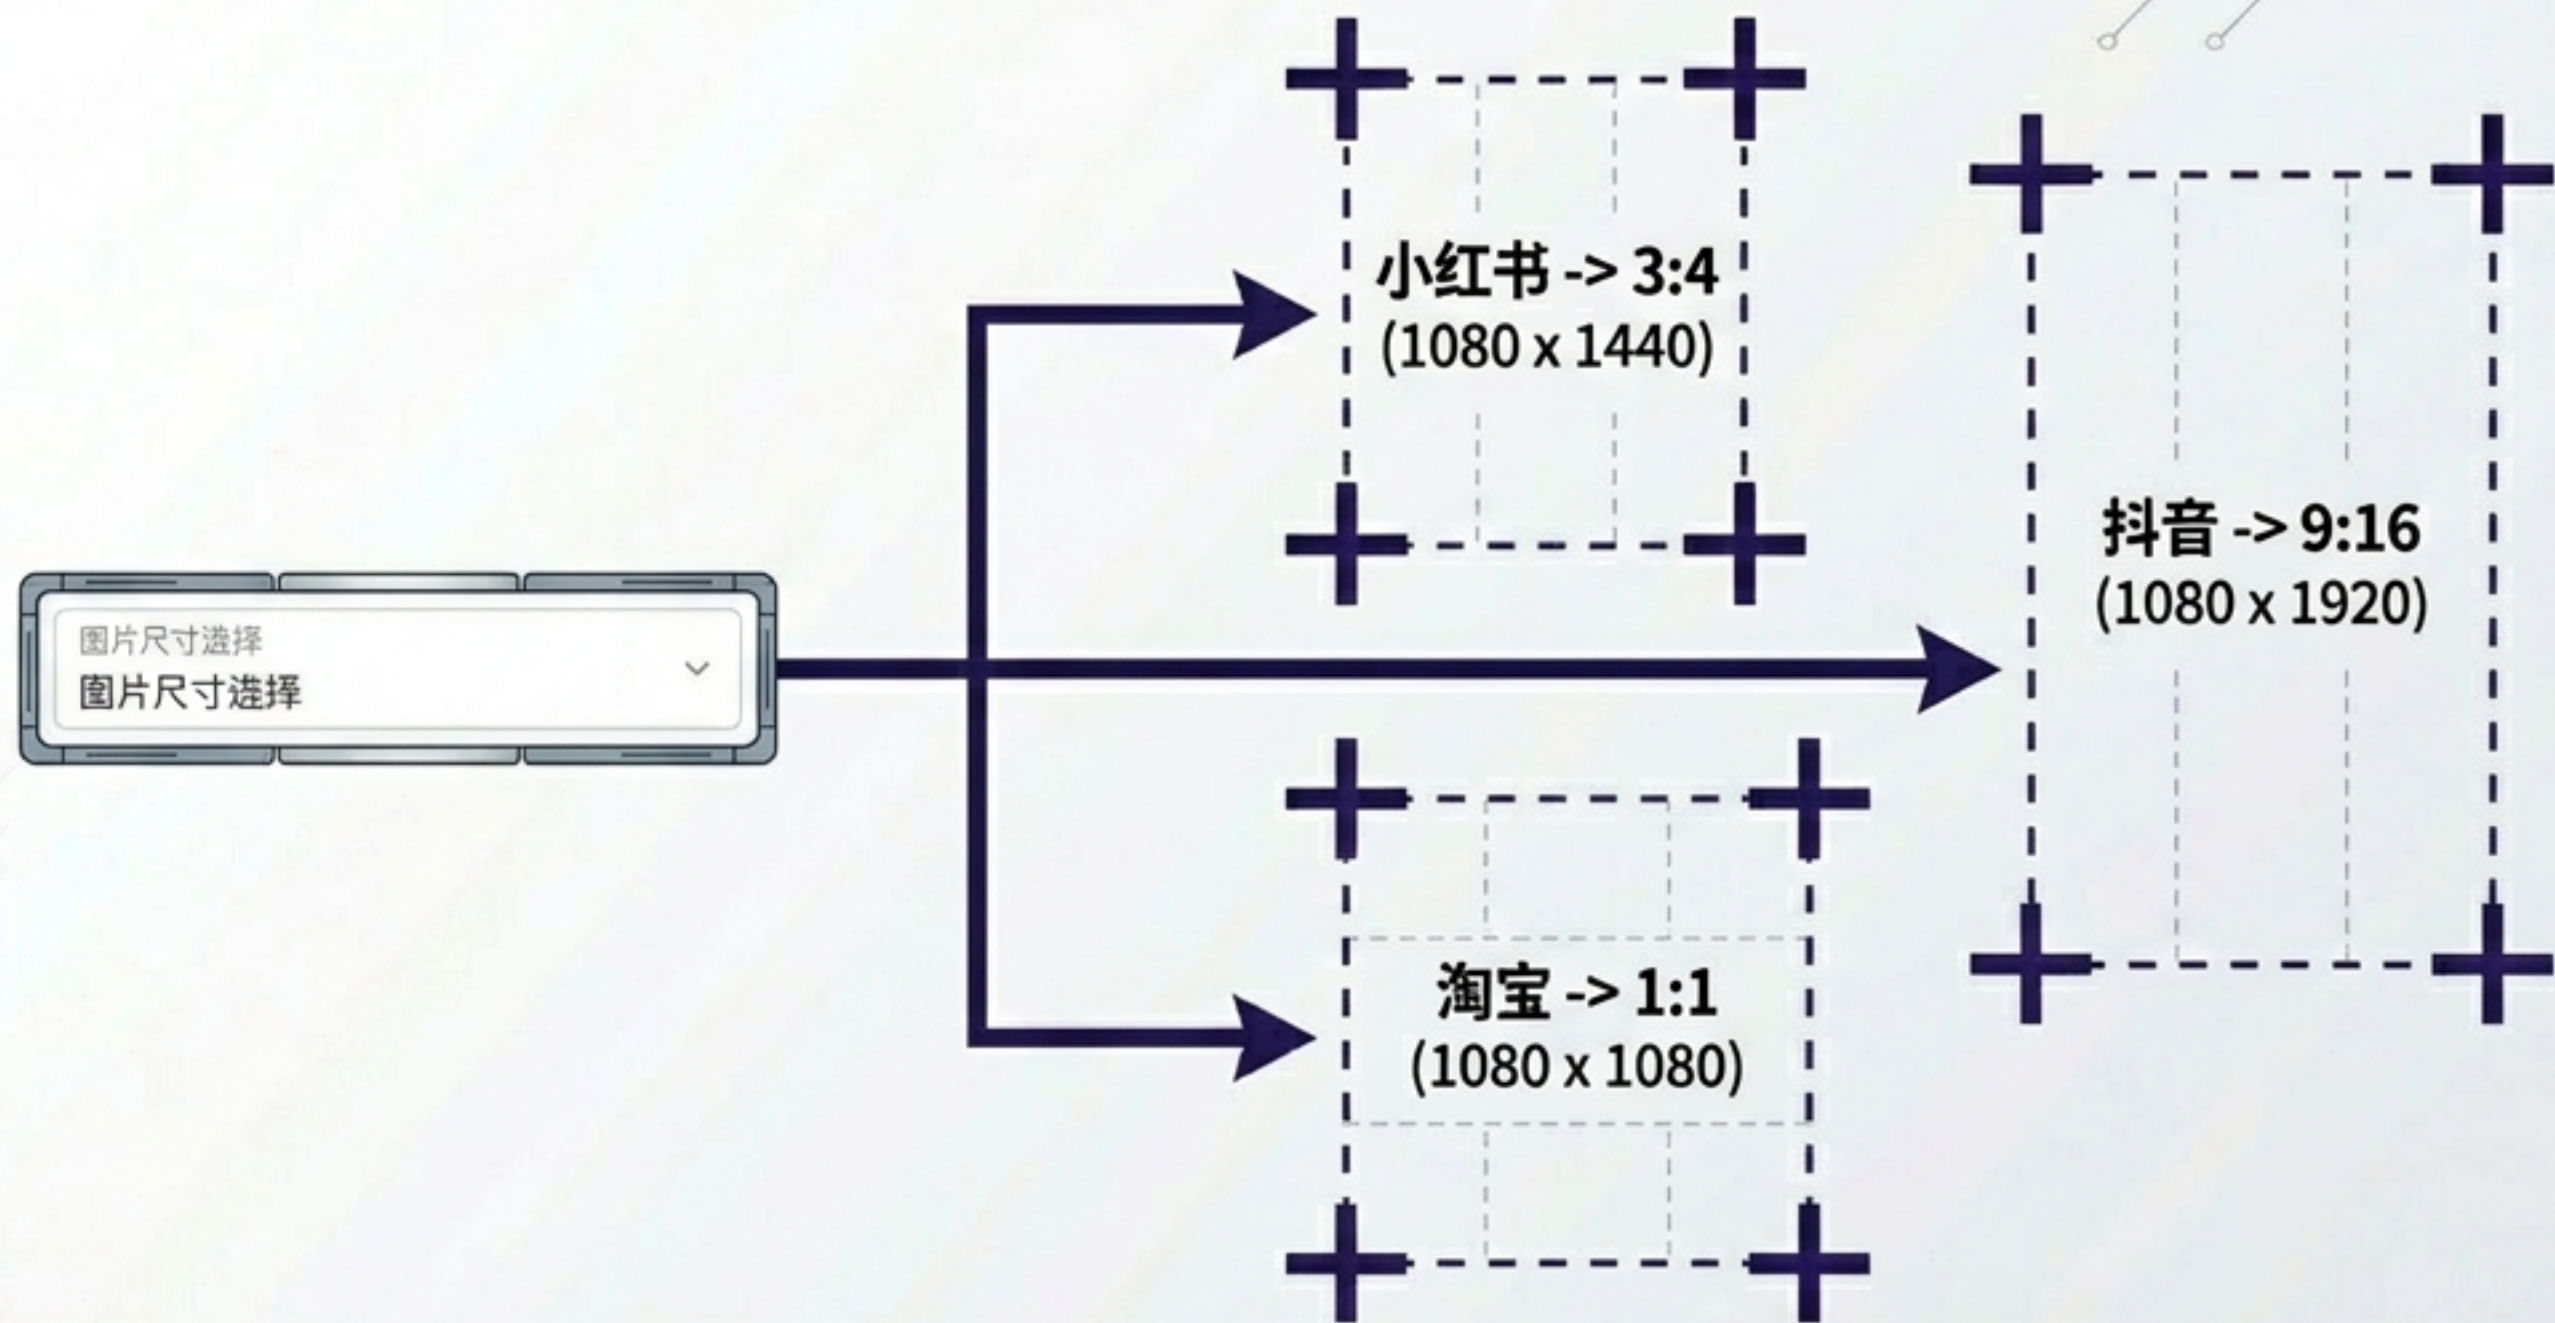 图片尺寸选择
图片尺寸选择
小红书 -> 3:4
(1080 x 1440)
抖音 -> 9:16
(1080 x 1920)
淘宝 -> 1:1
(1080 x 1080)